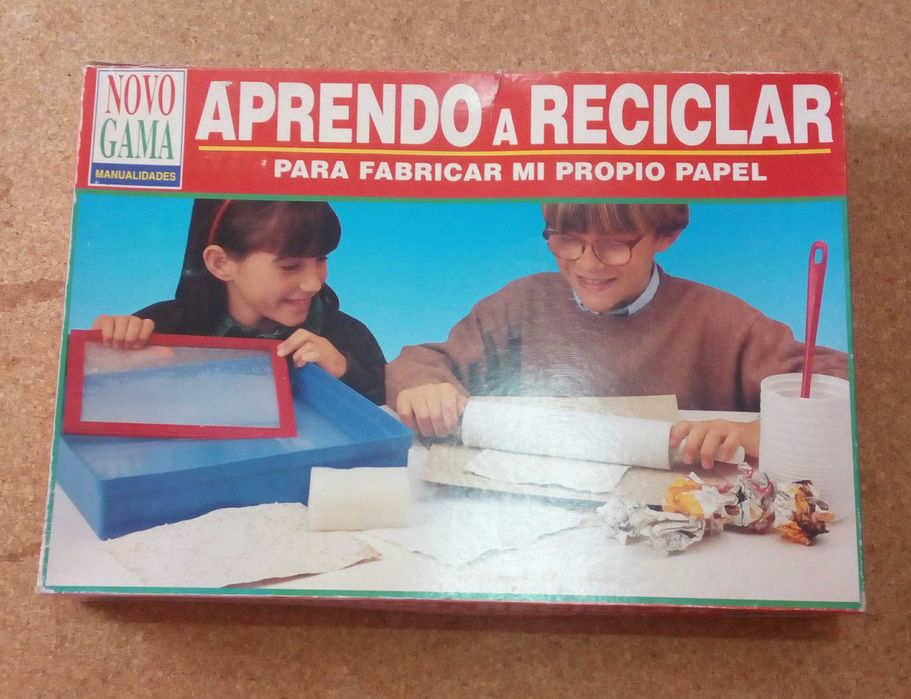 NOVO
GAMA
MANUALIDADES
APRENDO A RECICLAR
PARA FABRICAR MI PROPIO PAPEL